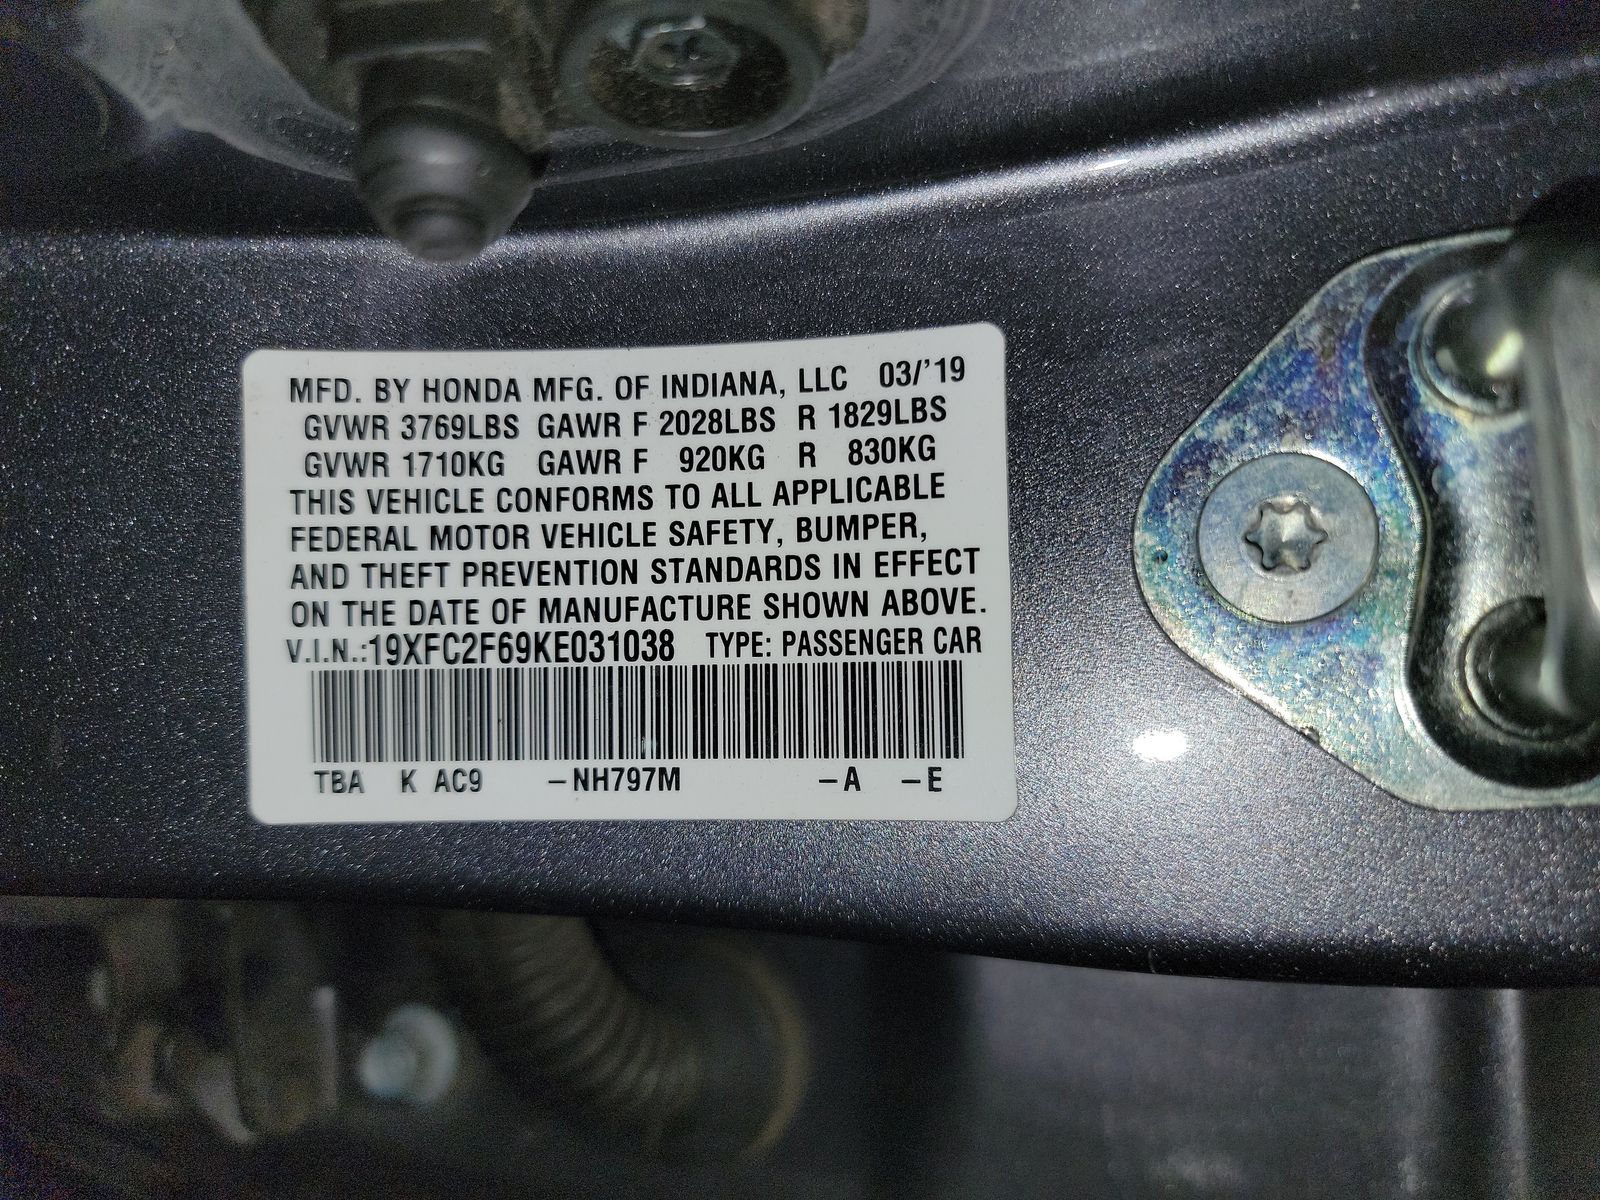 MFD. BY HONDA MFG. OF INDIANA, LLC 03/'19
GVWR 3769LBS GAWR F 2028LBS R 1829LBS
GVWR 1710KG GAWR F 920KG R 830KG
THIS VEHICLE CONFORMS TO ALL APPLICABLE
FEDERAL MOTOR VEHICLE SAFETY, BUMPER,
AND THEFT PREVENTION STANDARDS IN EFFECT
ON THE DATE OF MANUFACTURE SHOWN ABOVE.
V.I.N.:19XFC2F69KE031038 TYPE: PASSENGER CAR
TBA K AC9 –NH797M –A –E